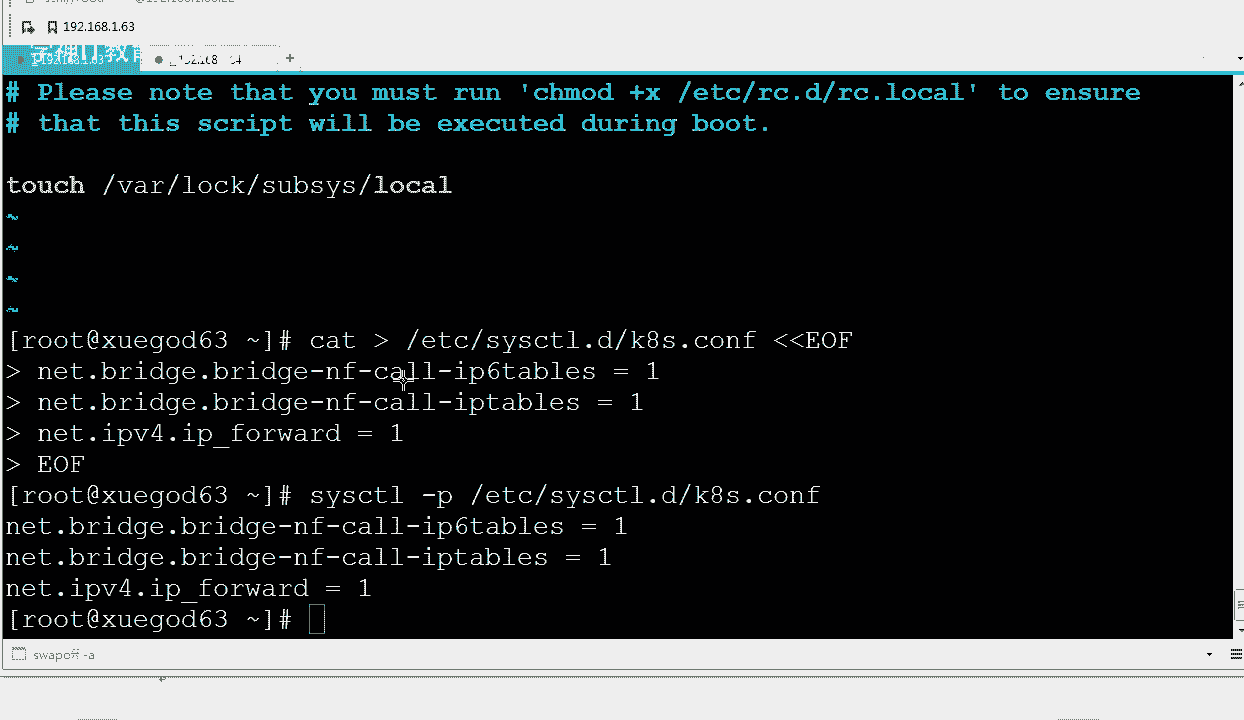 192.168.1.63
# Please note that you must run 'chmod +x /etc/rc.d/rc.local' to ensure
# that this script will be executed during boot.
touch /var/lock/subsys/local
~
~
~
~
[root@xuegod63 ~]# cat > /etc/sysctl.d/k8s.conf <<EOF
> net.bridge.bridge-nf-call-ip6tables = 1
> net.bridge.bridge-nf-call-iptables = 1
> net.ipv4.ip_forward = 1
> EOF
[root@xuegod63 ~]# sysctl -p /etc/sysctl.d/k8s.conf
net.bridge.bridge-nf-call-ip6tables = 1
net.bridge.bridge-nf-call-iptables = 1
net.ipv4.ip_forward = 1
[root@xuegod63 ~]#
swapoff -a